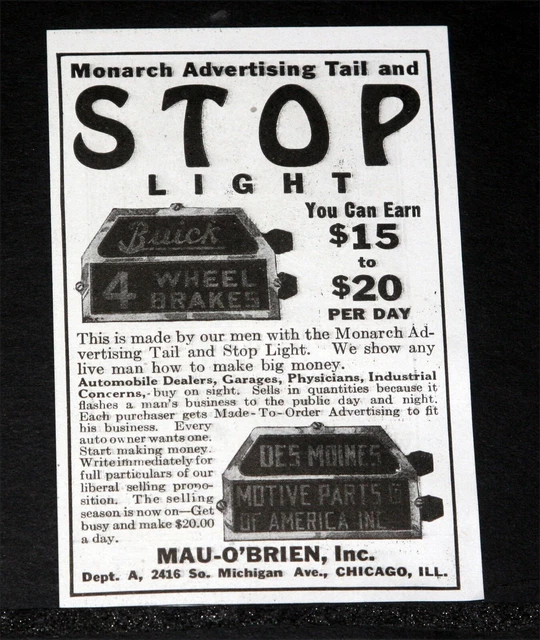 Monarch Advertising Tail and
STOP
LIGHT
Buick
4 WHEEL
BRAKES
You Can Earn
$15
to
$20
PER DAY
This is made by our men with the Monarch Ad-
vertising Tail and Stop Light. We show any
live man how to make big money.
Automobile Dealers, Garages, Physicians, Industrial
Concerns, buy on sight. Sells in quantities because it
flashes a man's business to the public day and night.
Each purchaser gets Made-To-Order Advertising to fit
his business. Every
auto owner wants one.
Start making money.
Write immediately for
full particulars of our
liberal selling propo-
sition. The selling
season is now on—Get
busy and make $20.00
a day.
DES MOINES
MOTIVE PARTS
OF AMERICA INC
MAU-O'BRIEN, Inc.
Dept. A, 2416 So. Michigan Ave., CHICAGO, ILL.